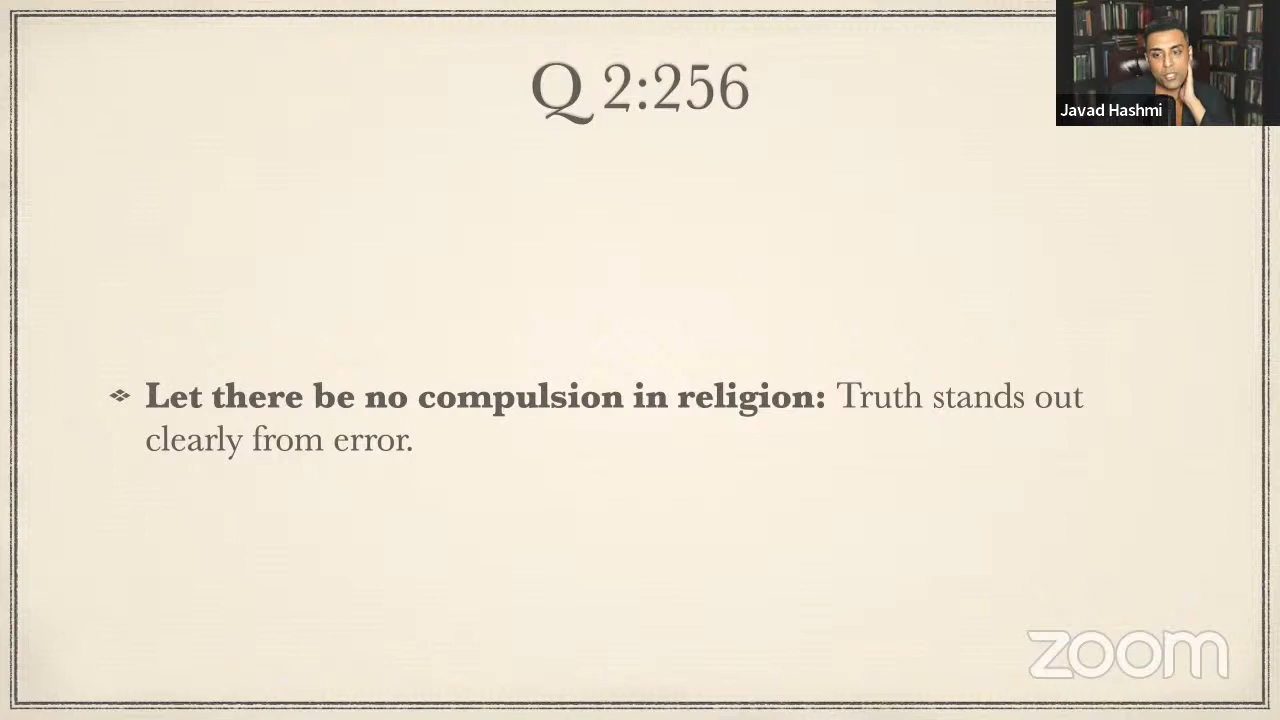 Q 2:256
Javad Hashmi
Let there be no compulsion in religion: Truth stands out
clearly from error.
zoom